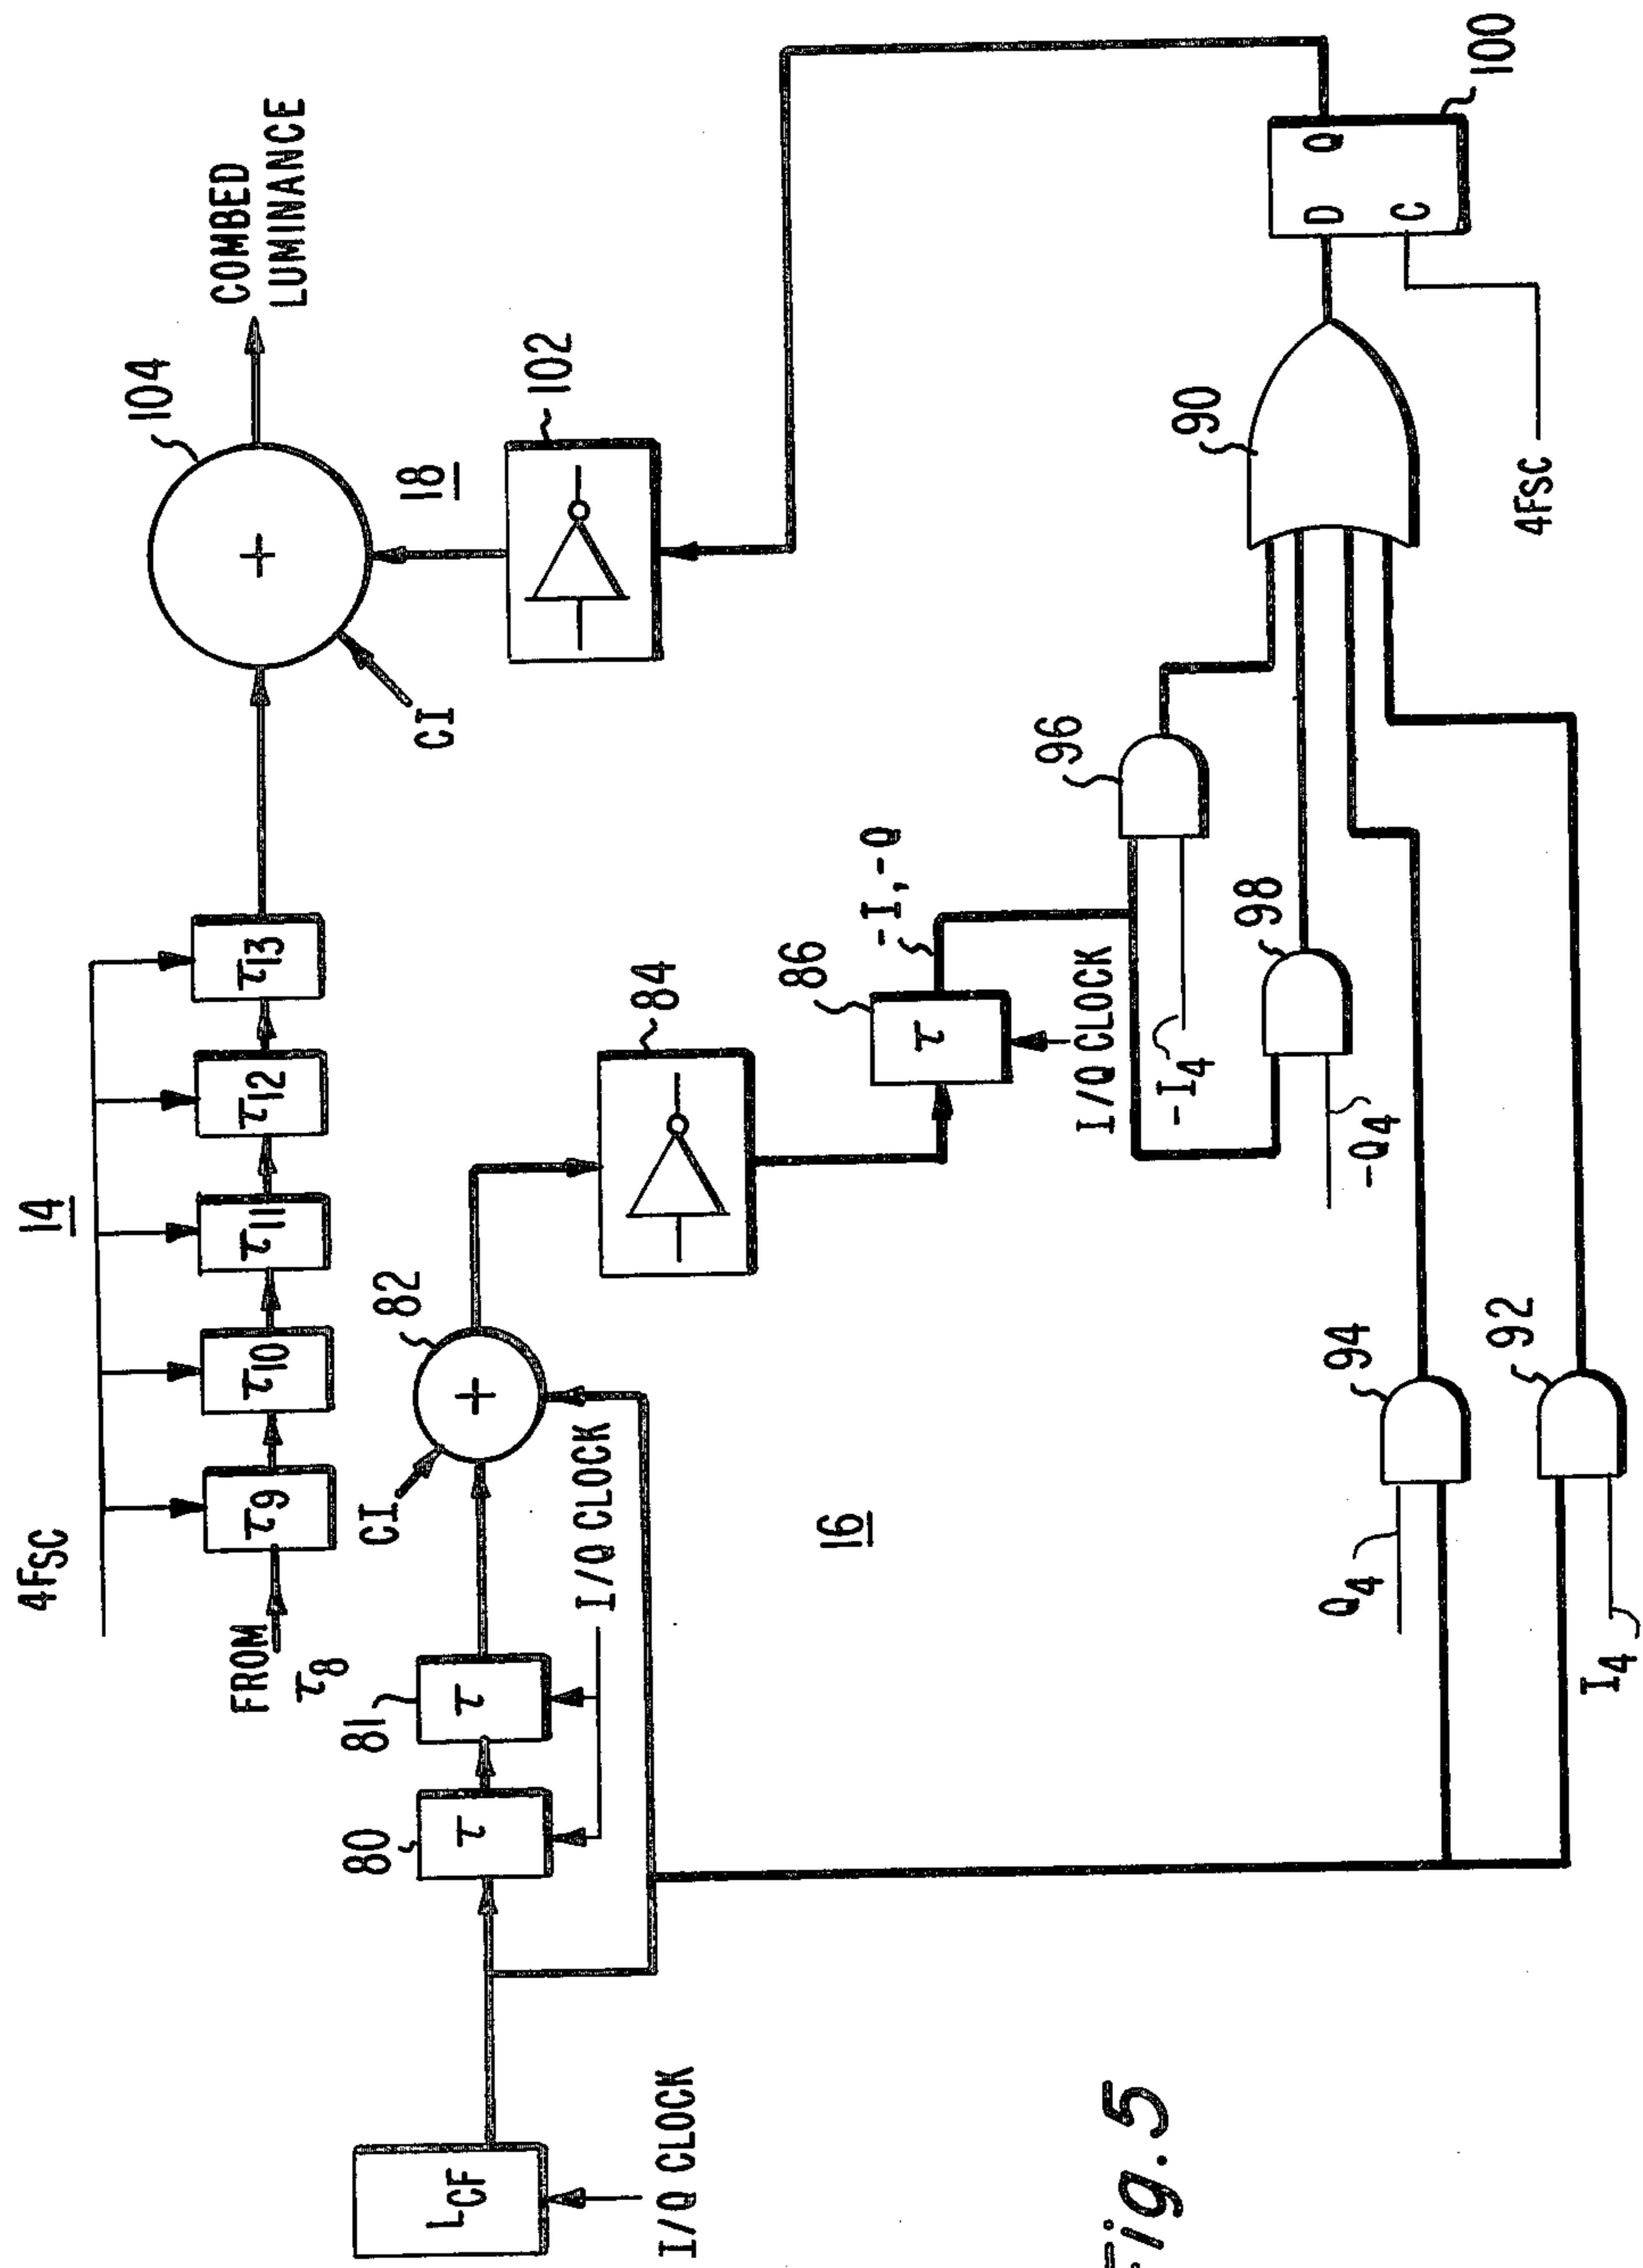 14
4FSC
FROM
τ8
τ9
τ10
τ11
τ12
τ13
104
+
COMBED
LUMINANCE
CI
18
102
LCF
I/Q CLOCK
80
τ
81
τ
I/Q CLOCK
CI
82
+
84
86
τ
I/Q CLOCK
-I,-Q
16
96
-I4
98
-Q4
94
Q4
92
I4
90
4FSC
D
Q
C
100
Fig.5